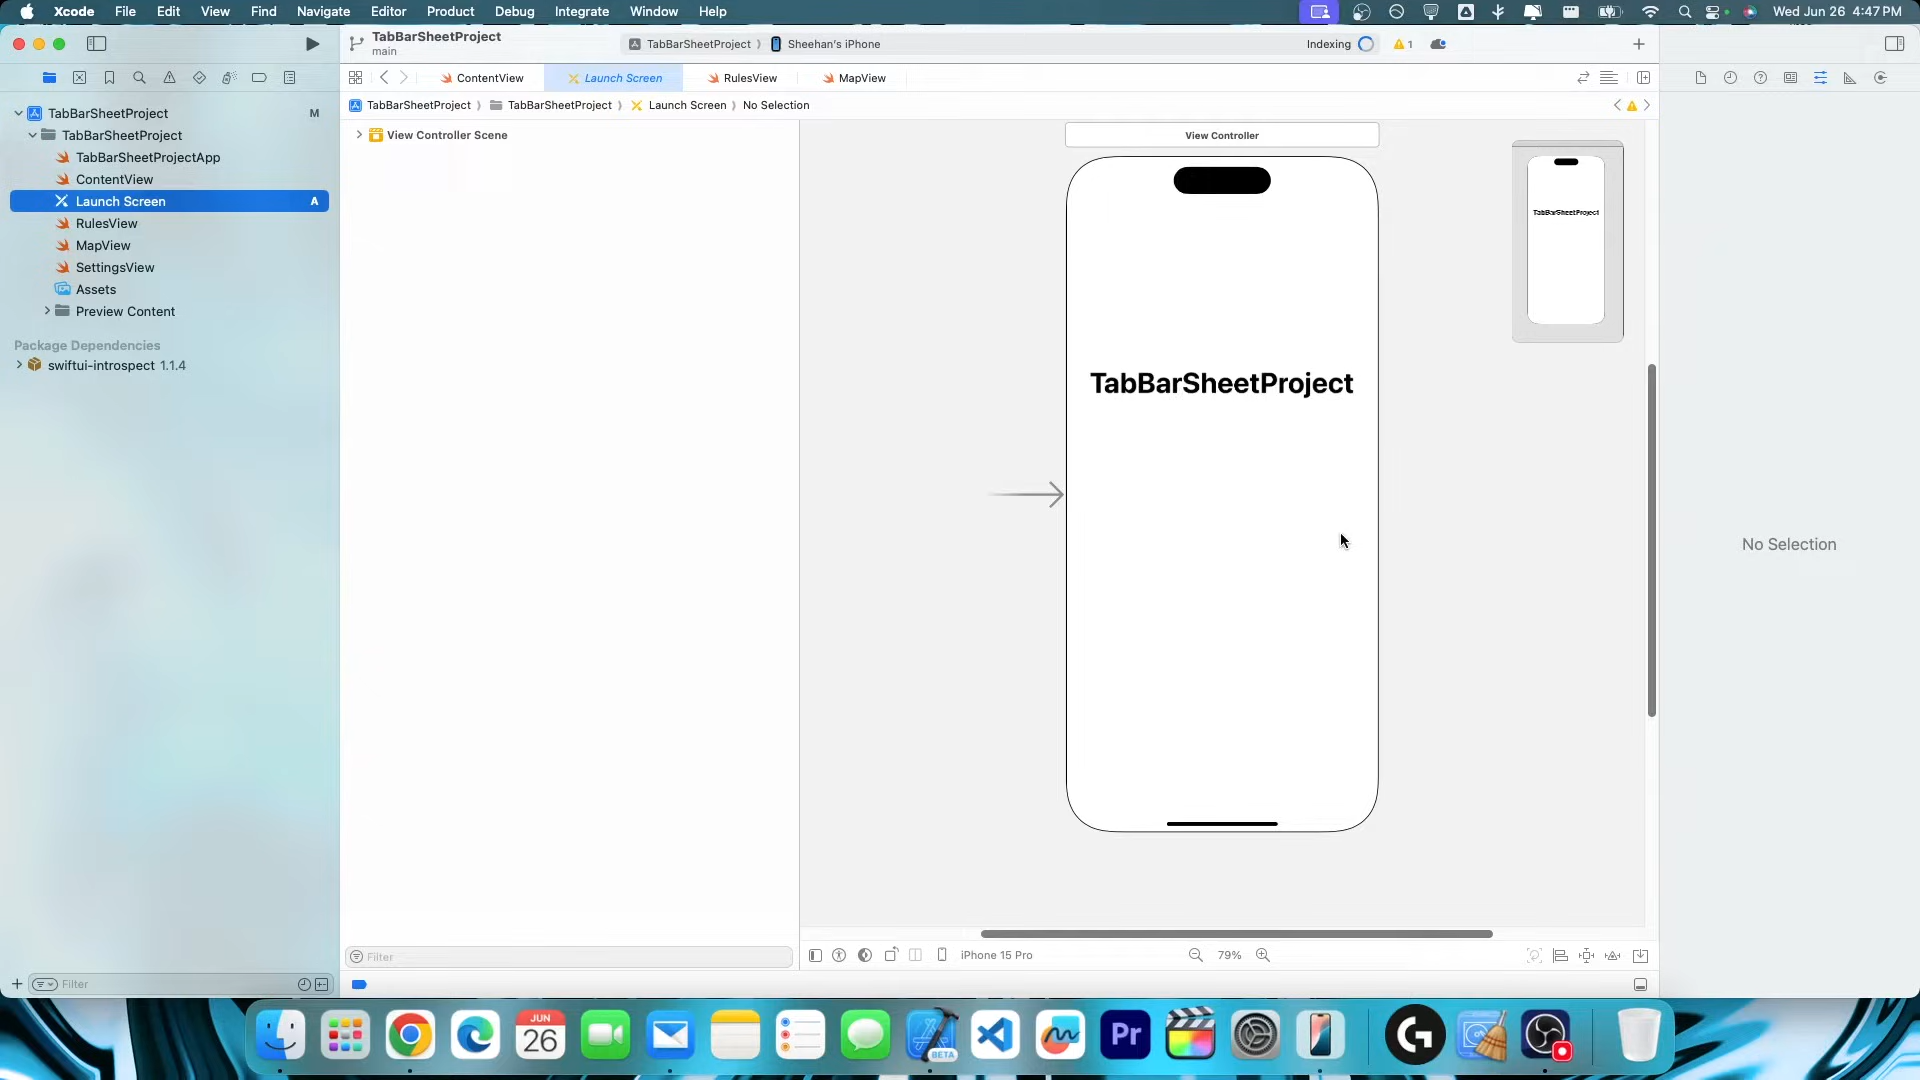 Xcode File Edit View Find Navigate Editor Product Debug Integrate Window Help Wed Jun 26 4:47 PM
TabBarSheetProject
main
TabBarSheetProject Sheehan's iPhone Indexing 1
ContentView Launch Screen RulesView MapView
TabBarSheetProject TabBarSheetProject Launch Screen No Selection
TabBarSheetProject M
TabBarSheetProject
TabBarSheetProjectApp
ContentView
Launch Screen A
RulesView
MapView
SettingsView
Assets
Preview Content
Package Dependencies
swiftui-introspect 1.1.4
Filter
View Controller Scene
Filter
View Controller
TabBarSheetProject
TabBarSheetProject
iPhone 15 Pro 79%
No Selection
JUN
26
BETA
Pr